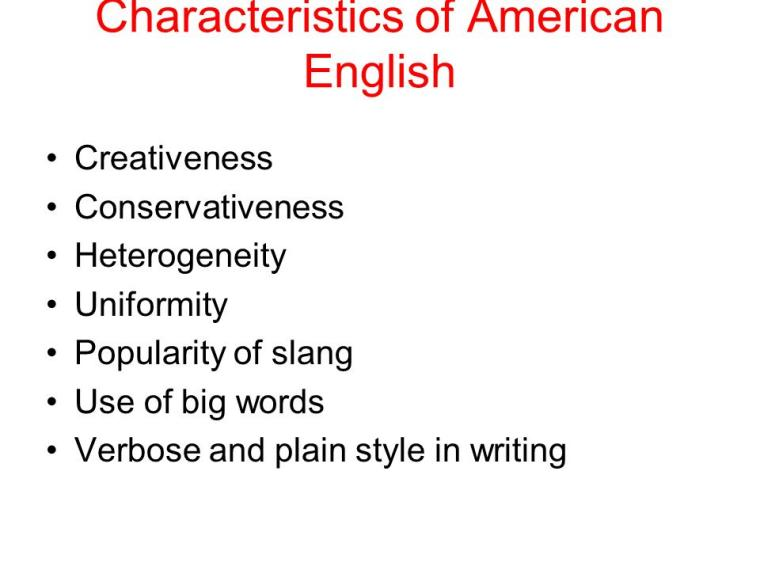 Characteristics of American
English
• Creativeness
• Conservativeness
• Heterogeneity
• Uniformity
• Popularity of slang
• Use of big words
• Verbose and plain style in writing